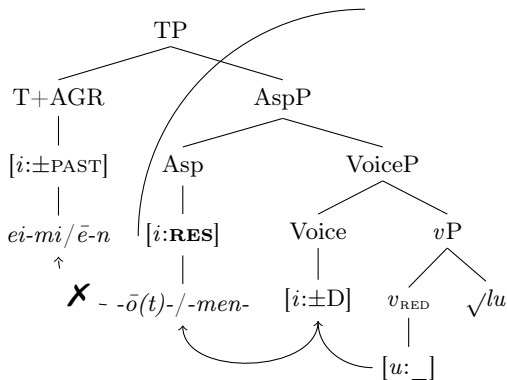 TP
T+AGR AspP
[i:±PAST] Asp VoiceP
ei-mi/ē-n [i:RES] Voice vP
✗ -ō(t)-/-men- [i:±D] vRED √lu
[u:_]